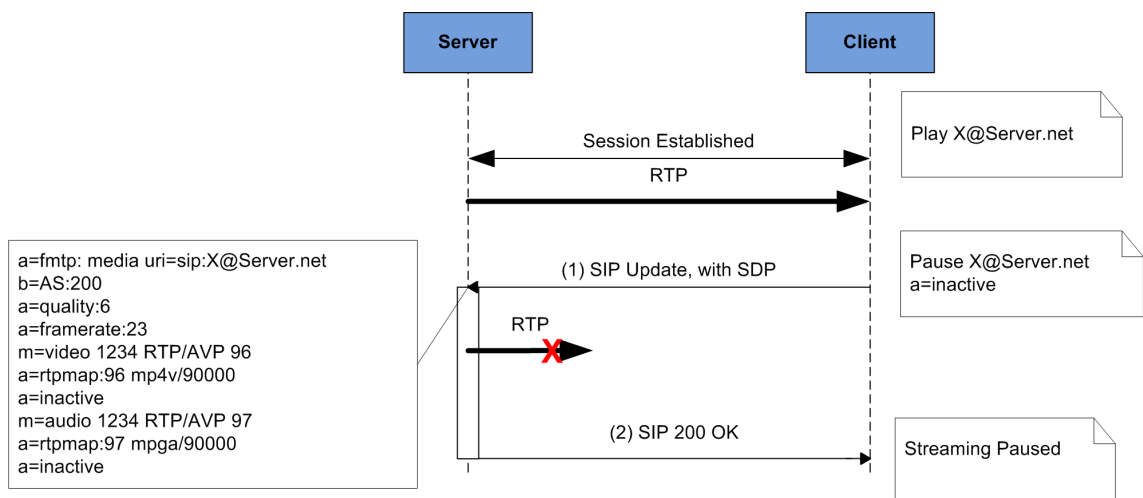 Server
Client
Play X@Server.net
Session Established
RTP
a=fmtp: media uri=sip:X@Server.net
b=AS:200
a=quality:6
a=framerate:23
m=video 1234 RTP/AVP 96
a=rtpmap:96 mp4v/90000
a=inactive
m=audio 1234 RTP/AVP 97
a=rtpmap:97 mpga/90000
a=inactive
(1) SIP Update, with SDP
Pause X@Server.net
a=inactive
RTP
X
(2) SIP 200 OK
Streaming Paused